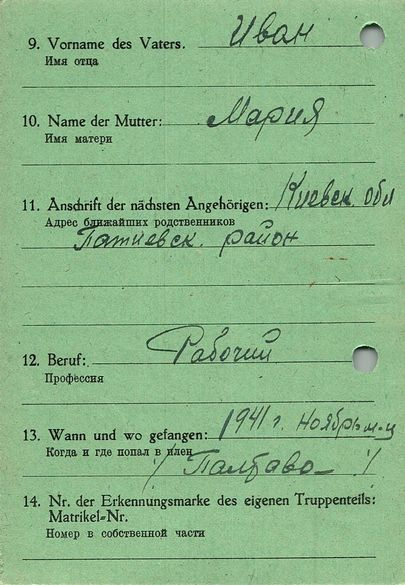 9. Vorname des Vaters. Иван
Имя отца
10. Name der Mutter: Мария
Имя матери
11. Anschrift der nächsten Angehörigen: Киевск. обл
Адрес ближайших родственников
район
12. Beruf: Рабочий
Профессия
13. Wann und wo gefangen: 1941 г. Ноябрь м-ц
Когда и где попал в плен
/ Полтава /
14. Nr. der Erkennungsmarke des eigenen Truppenteils:
Matrikel-Nr.
Номер в собственной части